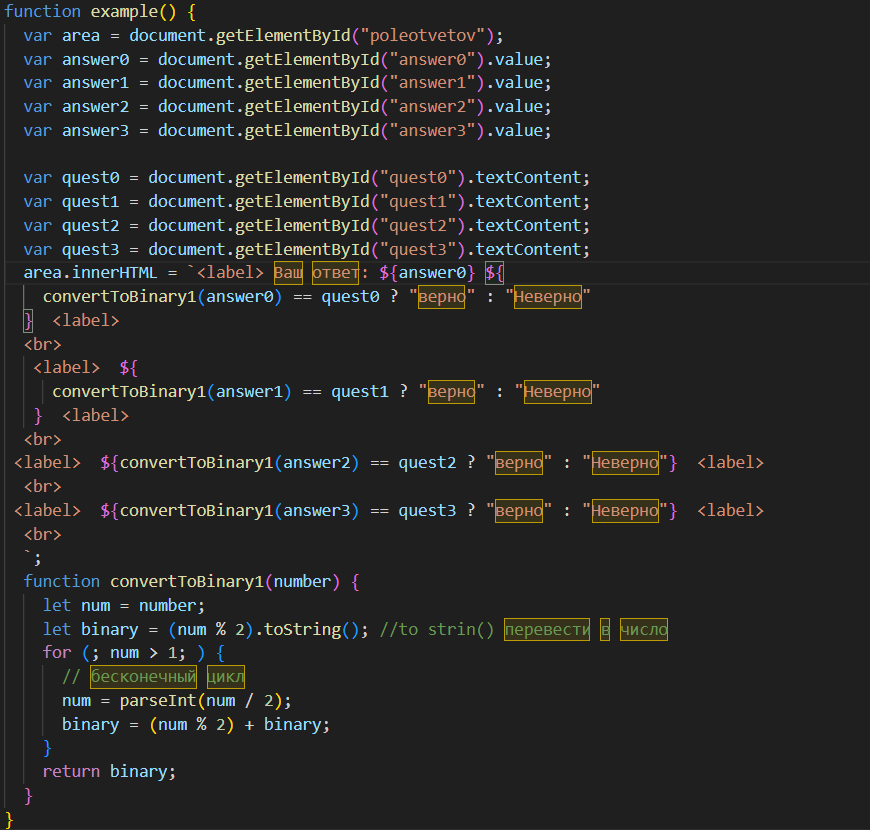 function example() {
var area = document.getElementById("poleotvetov");
var answer0 = document.getElementById("answer0").value;
var answer1 = document.getElementById("answer1").value;
var answer2 = document.getElementById("answer2").value;
var answer3 = document.getElementById("answer3").value;
var quest0 = document.getElementById("quest0").textContent;
var quest1 = document.getElementById("quest1").textContent;
var quest2 = document.getElementById("quest2").textContent;
var quest3 = document.getElementById("quest3").textContent;
area.innerHTML = `<label> Ваш ответ: ${answer0} ${
convertToBinary1(answer0) == quest0 ? "верно" : "Неверно"
}  <label>
<br>
<label>  ${
convertToBinary1(answer1) == quest1 ? "верно" : "Неверно"
}  <label>
<br>
<label>  ${convertToBinary1(answer2) == quest2 ? "верно" : "Неверно"}  <label>
<br>
<label>  ${convertToBinary1(answer3) == quest3 ? "верно" : "Неверно"}  <label>
<br>
`;
function convertToBinary1(number) {
let num = number;
let binary = (num % 2).toString(); //to strin() перевести в число
for (; num > 1; ) {
// бесконечный цикл
num = parseInt(num / 2);
binary = (num % 2) + binary;
}
return binary;
}
}